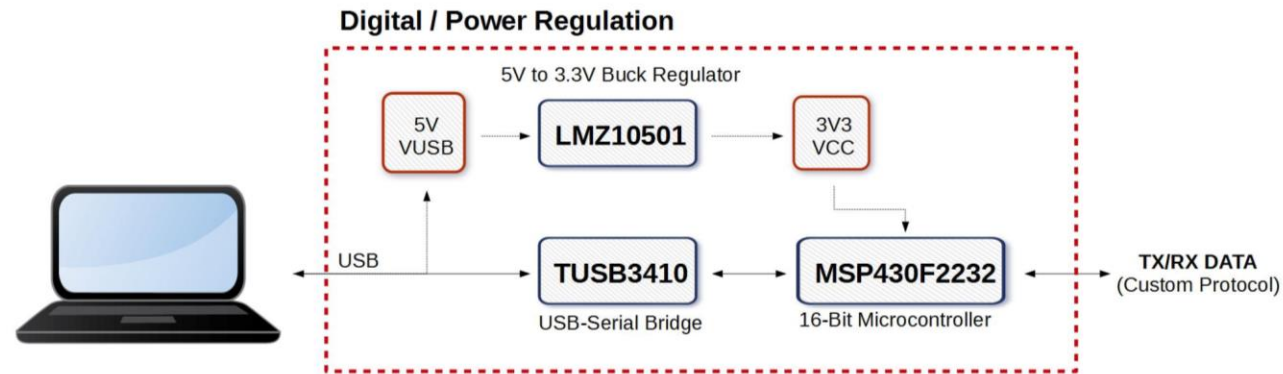 Digital / Power Regulation
5V to 3.3V Buck Regulator
5V
VUSB
LMZ10501
3V3
VCC
USB
TUSB3410
USB-Serial Bridge
MSP430F2232
16-Bit Microcontroller
TX/RX DATA
(Custom Protocol)